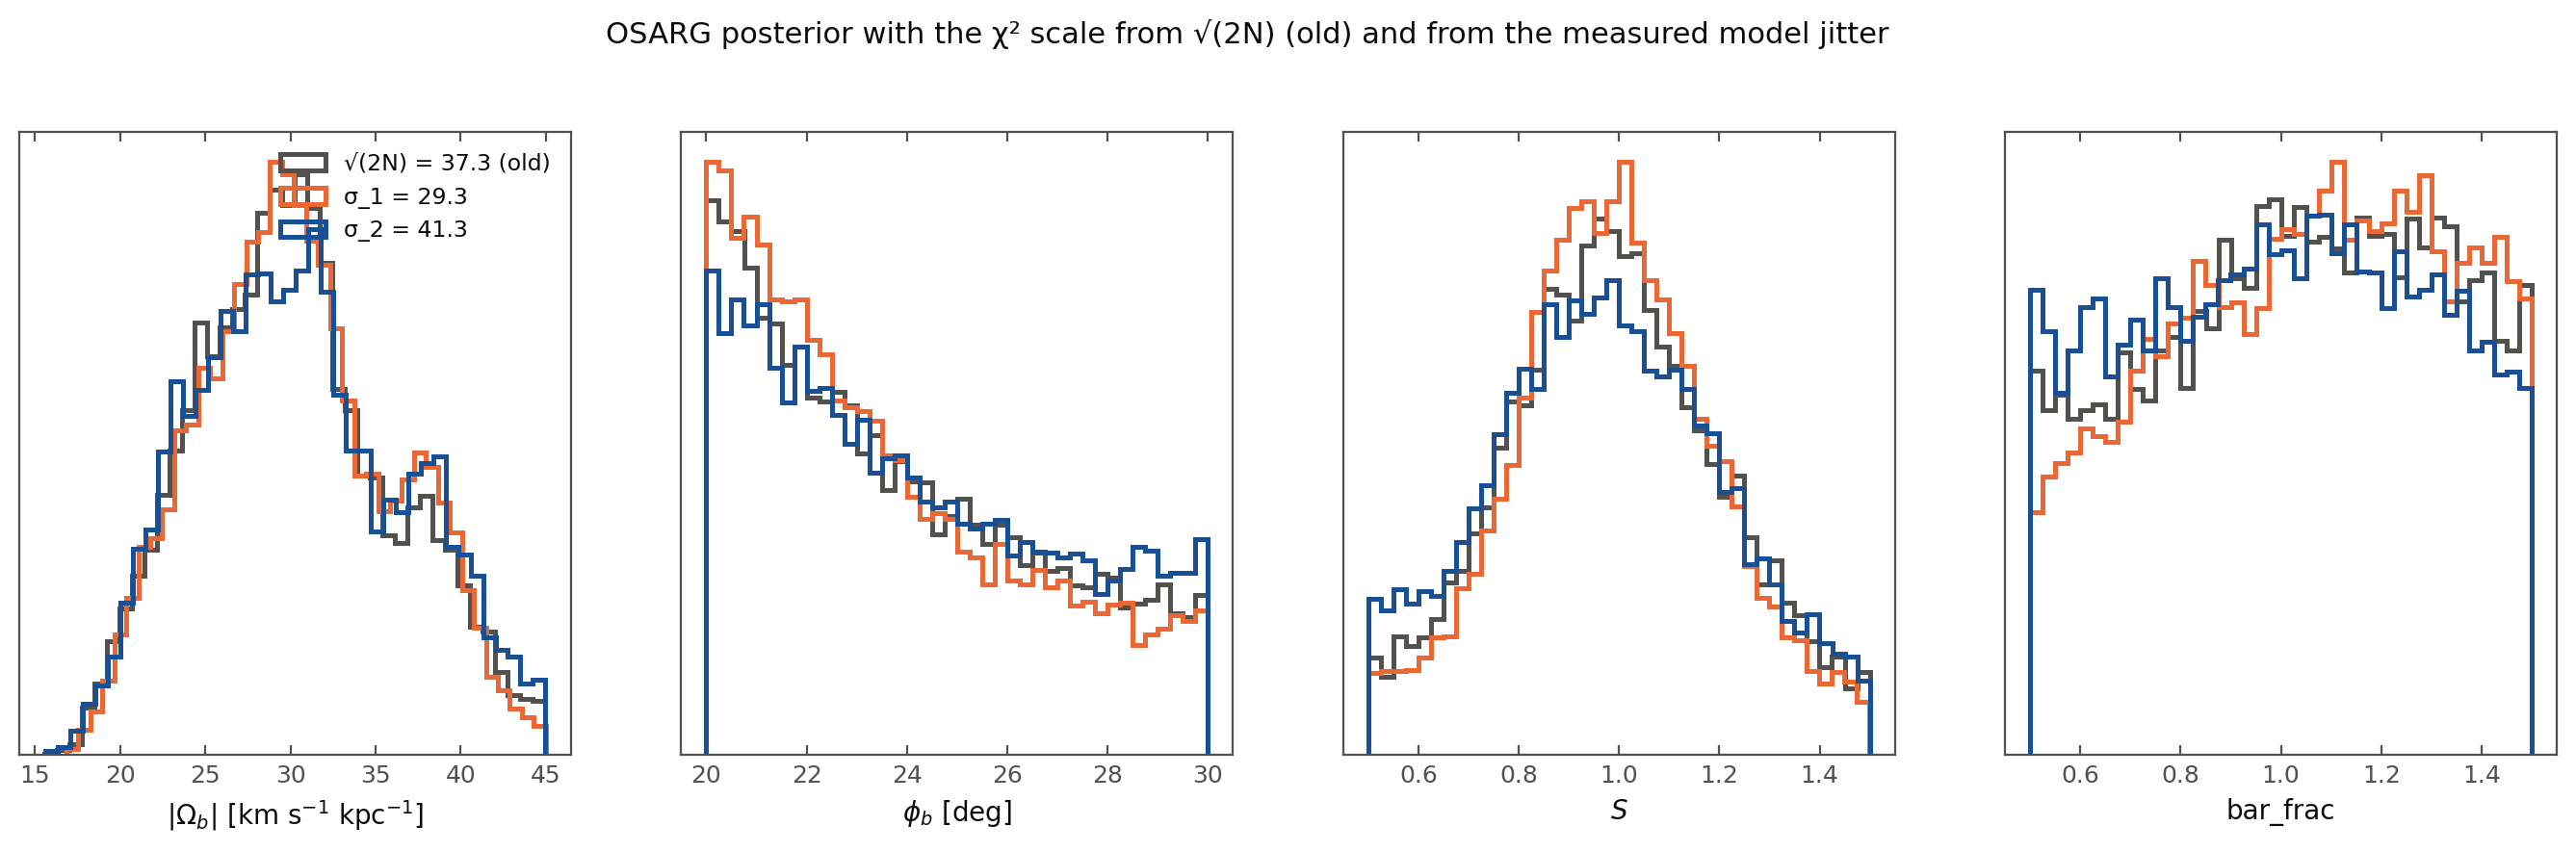 OSARG posterior with the χ² scale from √(2N) (old) and from the measured model jitter
√(2N) = 37.3 (old)
σ_1 = 29.3
σ_2 = 41.3
15 20 25 30 35 40 45
|Ω_b| [km s⁻¹ kpc⁻¹]
20 22 24 26 28 30
ϕ_b [deg]
0.6 0.8 1.0 1.2 1.4
S
0.6 0.8 1.0 1.2 1.4
bar_frac